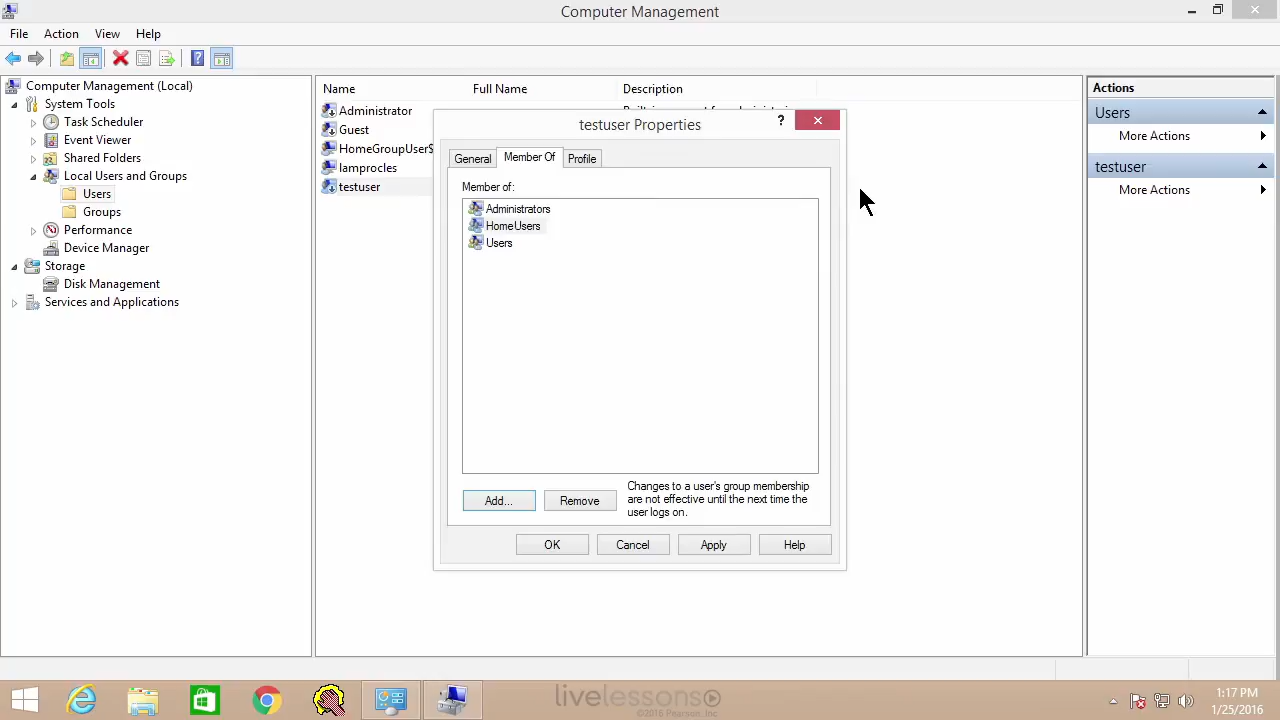 Computer Management
File Action View Help
Computer Management (Local)
System Tools
Task Scheduler
Event Viewer
Shared Folders
Local Users and Groups
Users
Groups
Performance
Device Manager
Storage
Disk Management
Services and Applications
Name Full Name Description
Administrator
Guest
HomeGroupUser$
lamprocles
testuser
testuser Properties
?
General Member Of Profile
Member of:
Administrators
HomeUsers
Users
Add... Remove
Changes to a user's group membership
are not effective until the next time the
user logs on.
OK Cancel Apply Help
Actions
Users
More Actions
testuser
More Actions
livelessons
©2016 Pearson, Inc
1:17 PM
1/25/2016